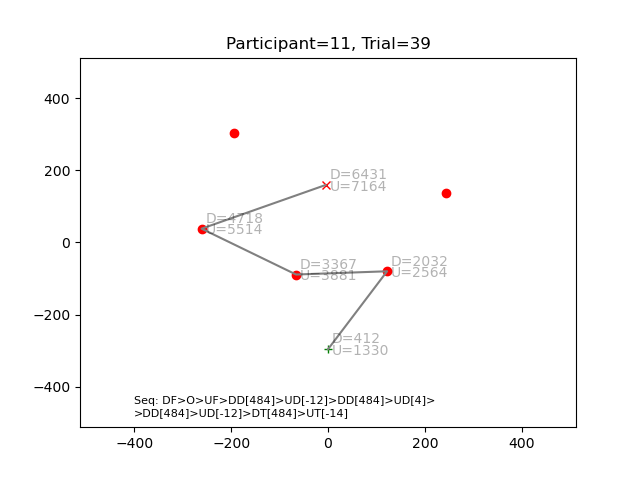 Participant=11, Trial=39
400
200
0
−200
−400
−400
−200
0
200
400
D=6431
U=7164
D=4718
U=5514
D=3367
U=3881
D=2032
U=2564
D=412
U=1330
Seq: DF>O>UF>DD[484]>UD[-12]>DD[484]>UD[4]>
>DD[484]>UD[-12]>DT[484]>UT[-14]